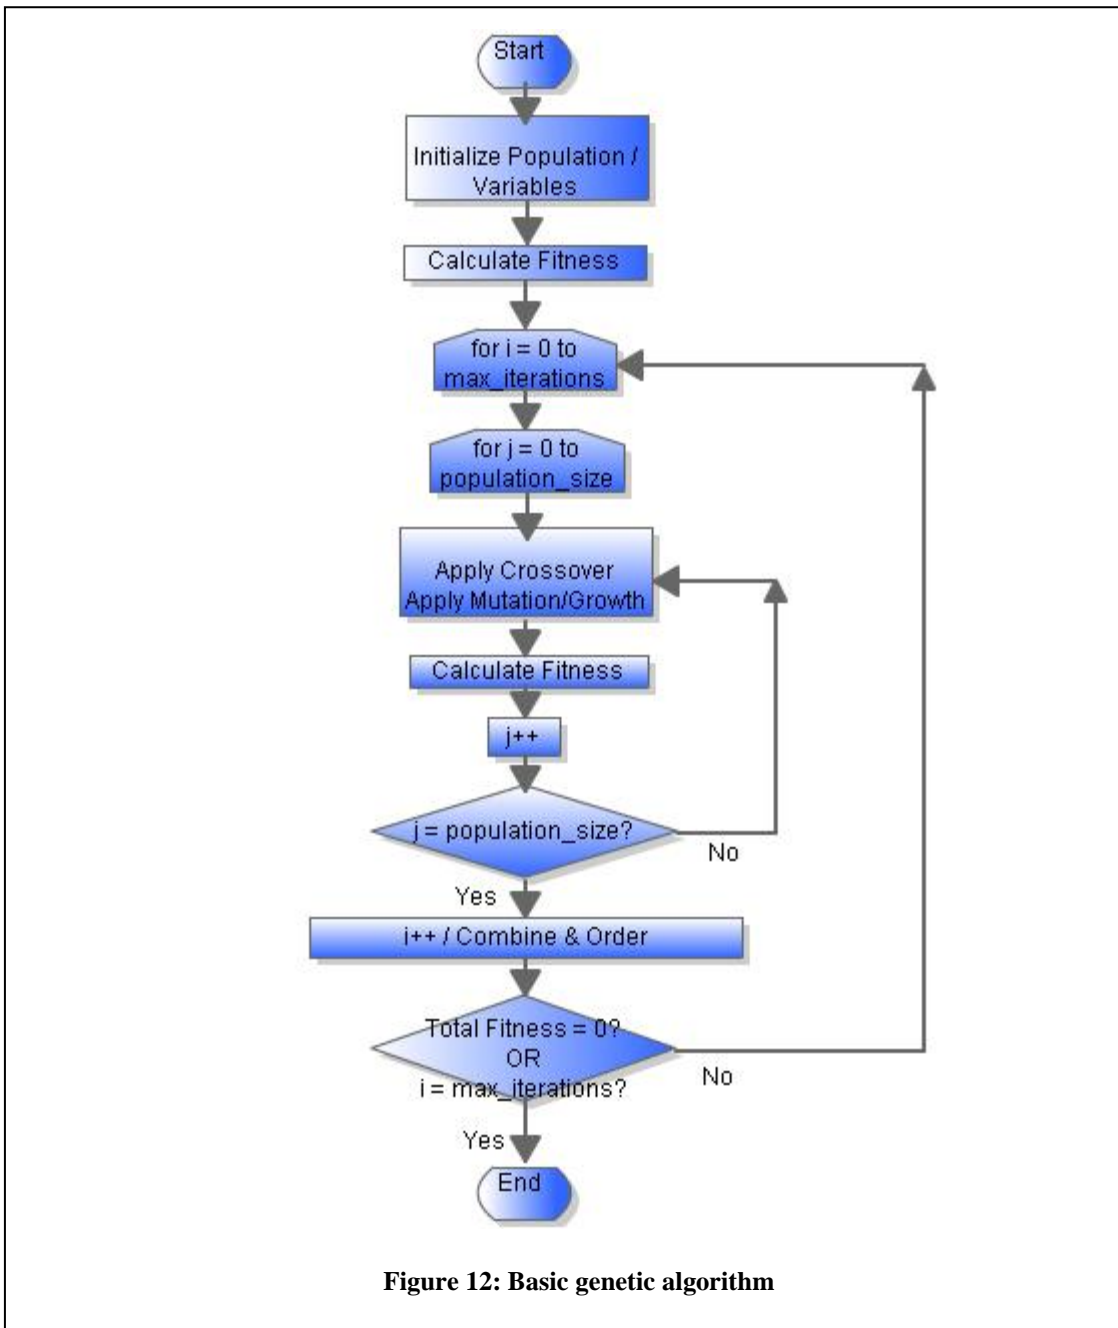 Start
Initialize Population /
Variables
Calculate Fitness
for i = 0 to
max_iterations
for j = 0 to
population_size
Apply Crossover
Apply Mutation/Growth
Calculate Fitness
j++
j = population_size?
No
Yes
i++ / Combine & Order
Total Fitness = 0?
OR
i = max_iterations?
No
Yes
End
Figure 12: Basic genetic algorithm